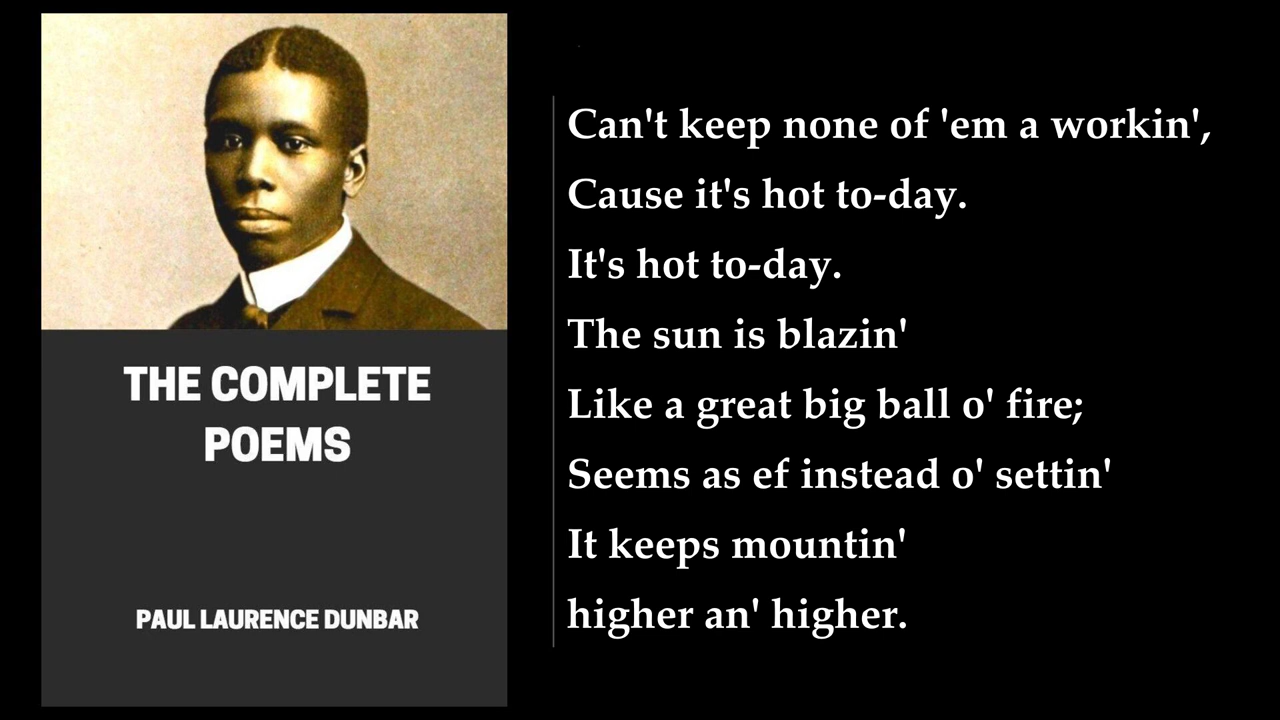 THE COMPLETE
POEMS
PAUL LAURENCE DUNBAR
Can't keep none of 'em a workin',
Cause it's hot to-day.
It's hot to-day.
The sun is blazin'
Like a great big ball o' fire;
Seems as ef instead o' settin'
It keeps mountin'
higher an' higher.